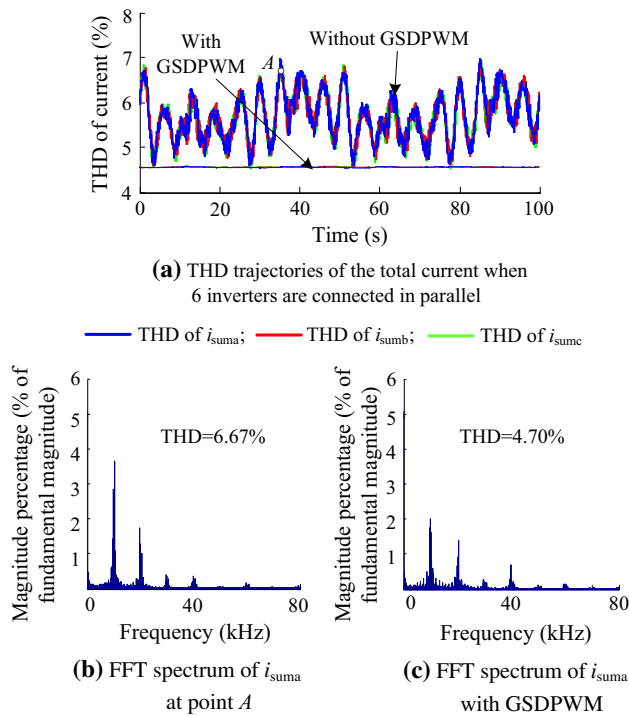 THD of current (%)
8
7
6
5
4
With
GSDPWM
A
Without GSDPWM
0 20 40 60 80 100
Time (s)
(a) THD trajectories of the total current when
6 inverters are connected in parallel
THD of isuma; THD of isumb; THD of isumc
Magnitude percentage (% of
fundamental magnitude)
6
5
4
3
2
1
THD=6.67%
0 40 80
Frequency (kHz)
(b) FFT spectrum of isuma
at point A
Magnitude percentage (% of
fundamental magnitude)
6
5
4
3
2
1
THD=4.70%
0 40 80
Frequency (kHz)
(c) FFT spectrum of isuma
with GSDPWM